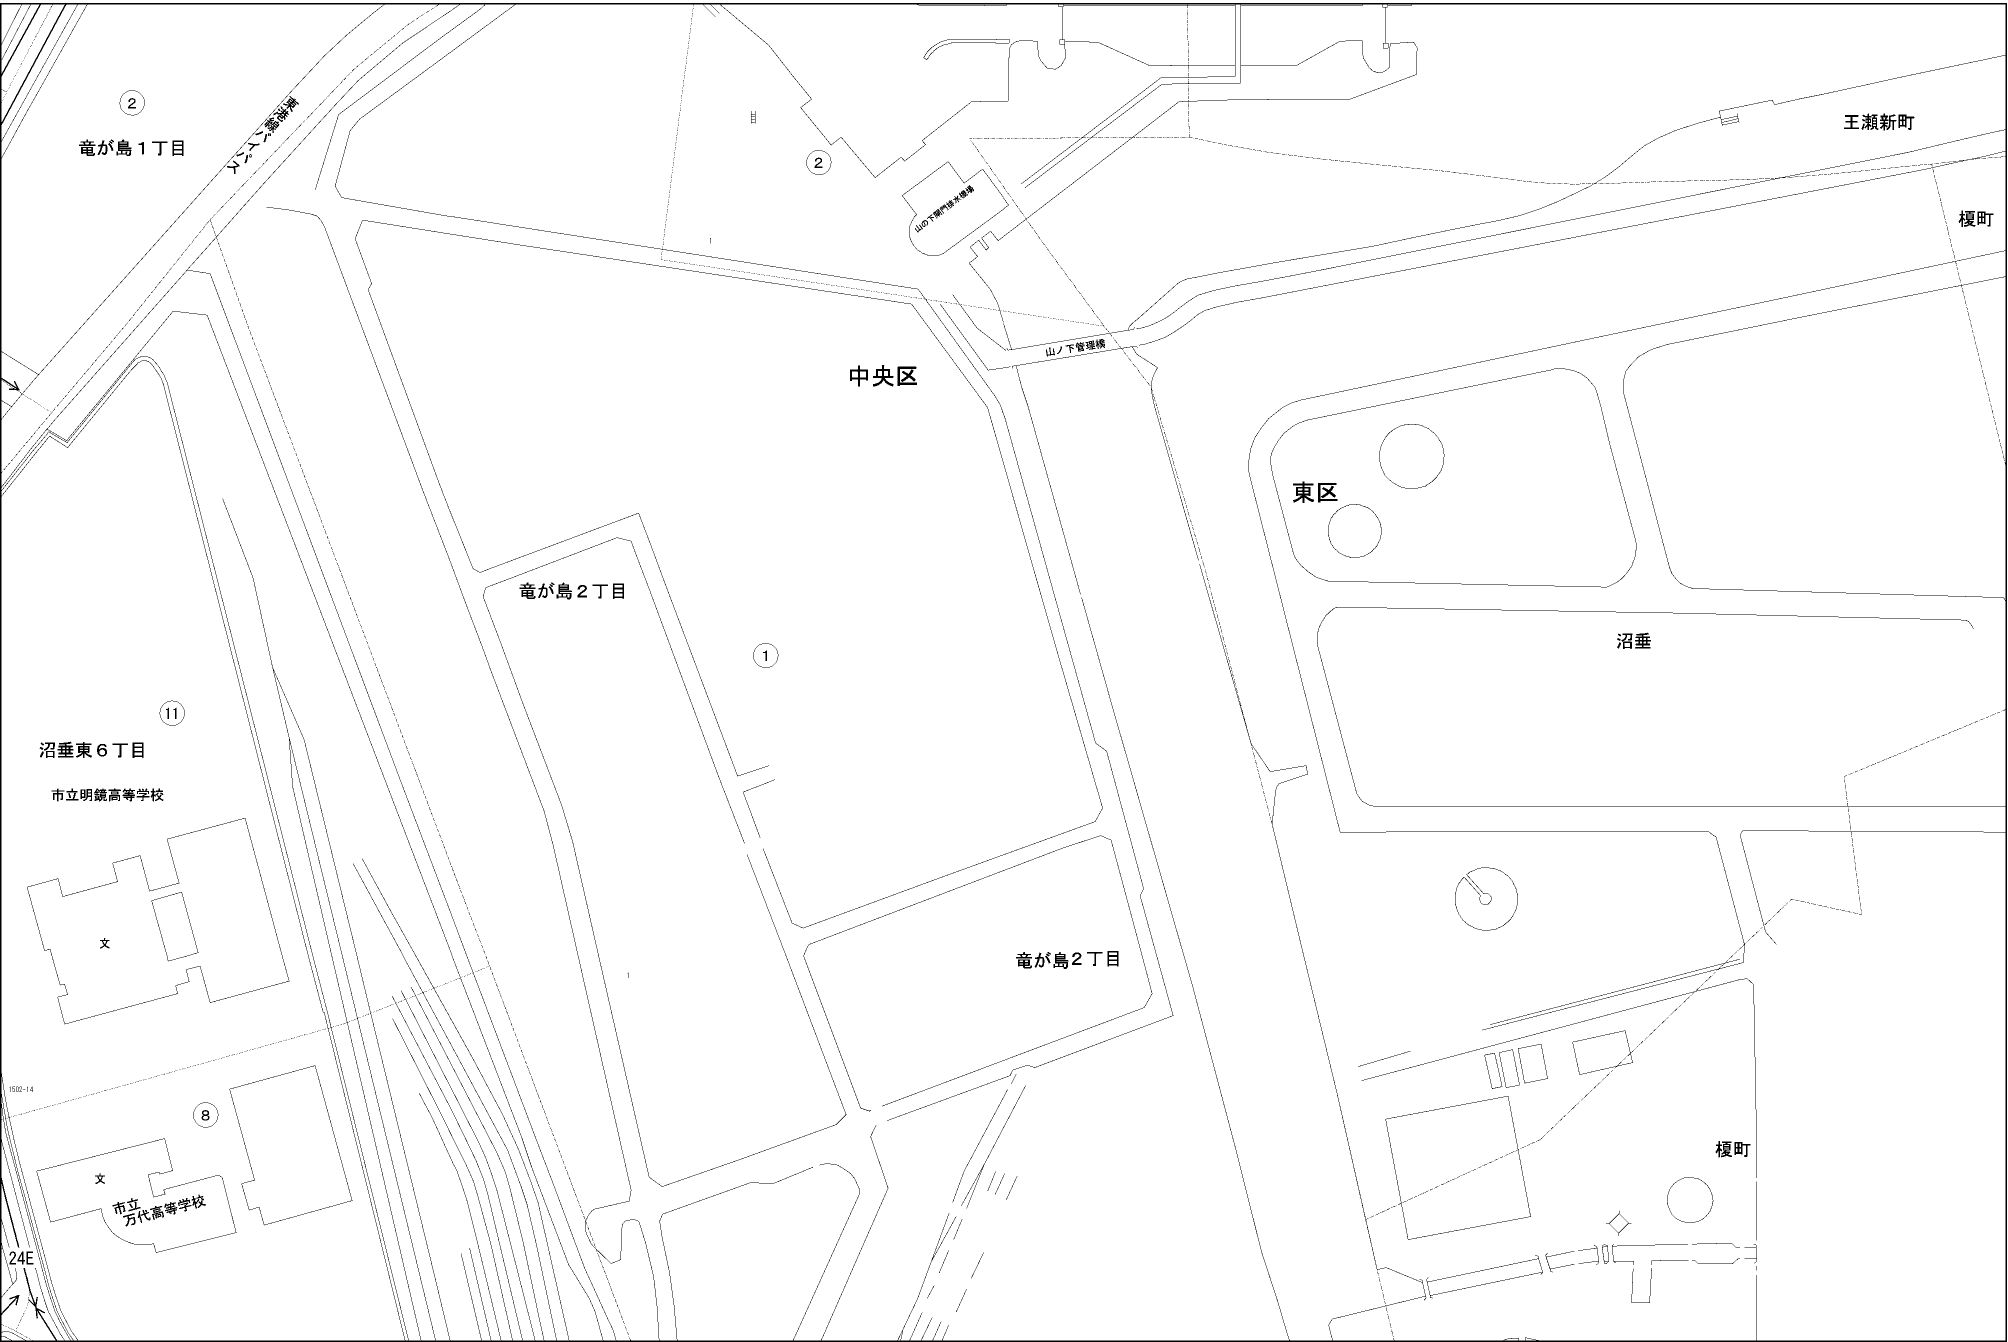 2
竜が島１丁目
東港線バイパス
2
山の下閘門排水機場
王瀬新町
榎町
山ノ下管理橋
中央区
東区
竜が島２丁目
1
沼垂
11
沼垂東６丁目
市立明鏡高等学校
文
竜が島２丁目
1502-14
8
文
市立
万代高等学校
榎町
24E